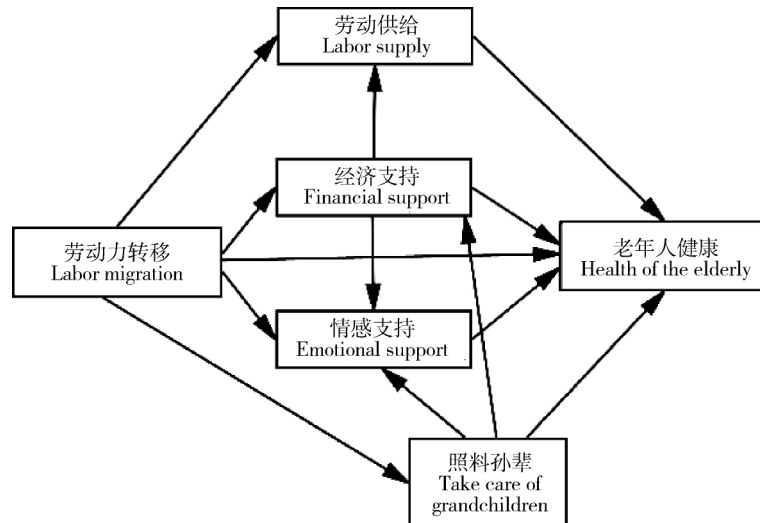 劳动供给
Labor supply
经济支持
Financial support
劳动力转移
Labor migration
老年人健康
Health of the elderly
情感支持
Emotional support
照料孙辈
Take care of
grandchildren